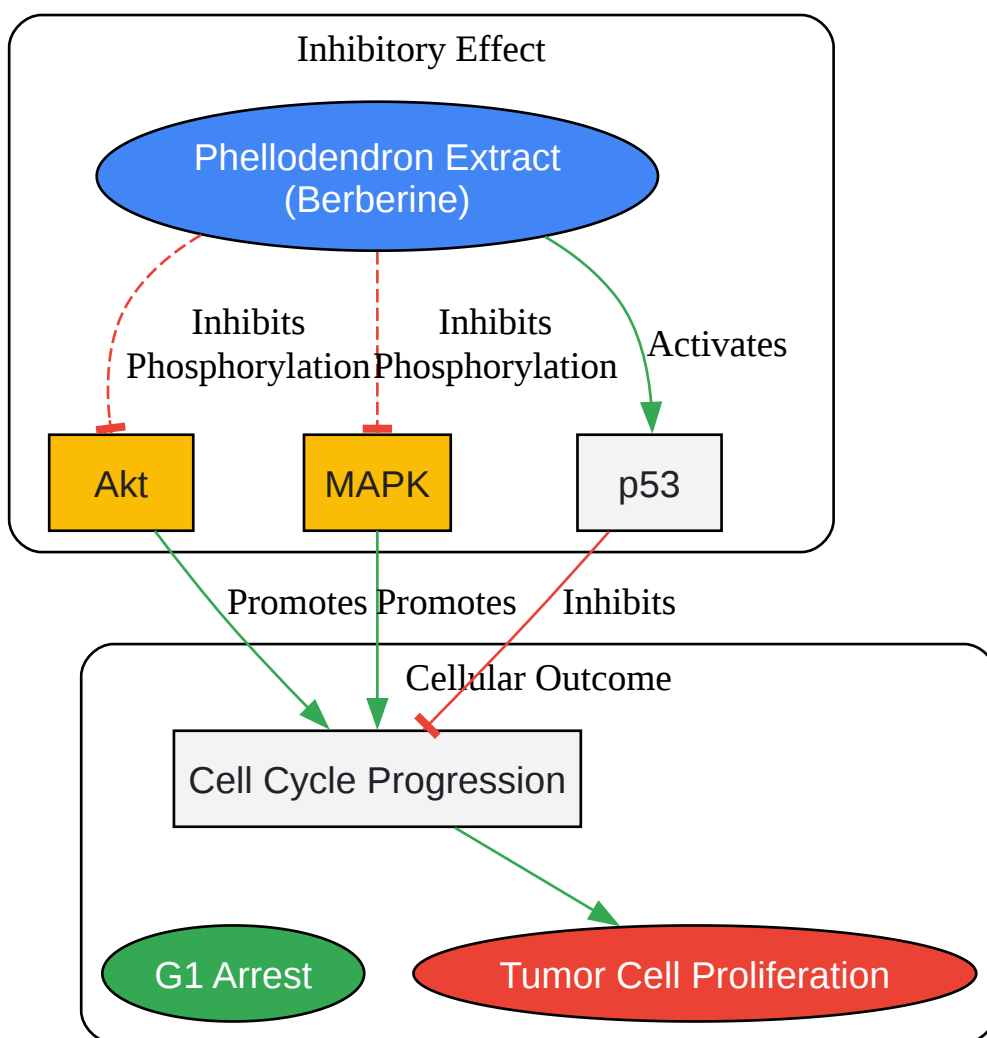 Inhibitory Effect
Phellodendron Extract
(Berberine)
Inhibits
Phosphorylation
Inhibits
Phosphorylation
Activates
Akt
MAPK
p53
Promotes
Promotes
Inhibits
Cellular Outcome
Cell Cycle Progression
G1 Arrest
Tumor Cell Proliferation